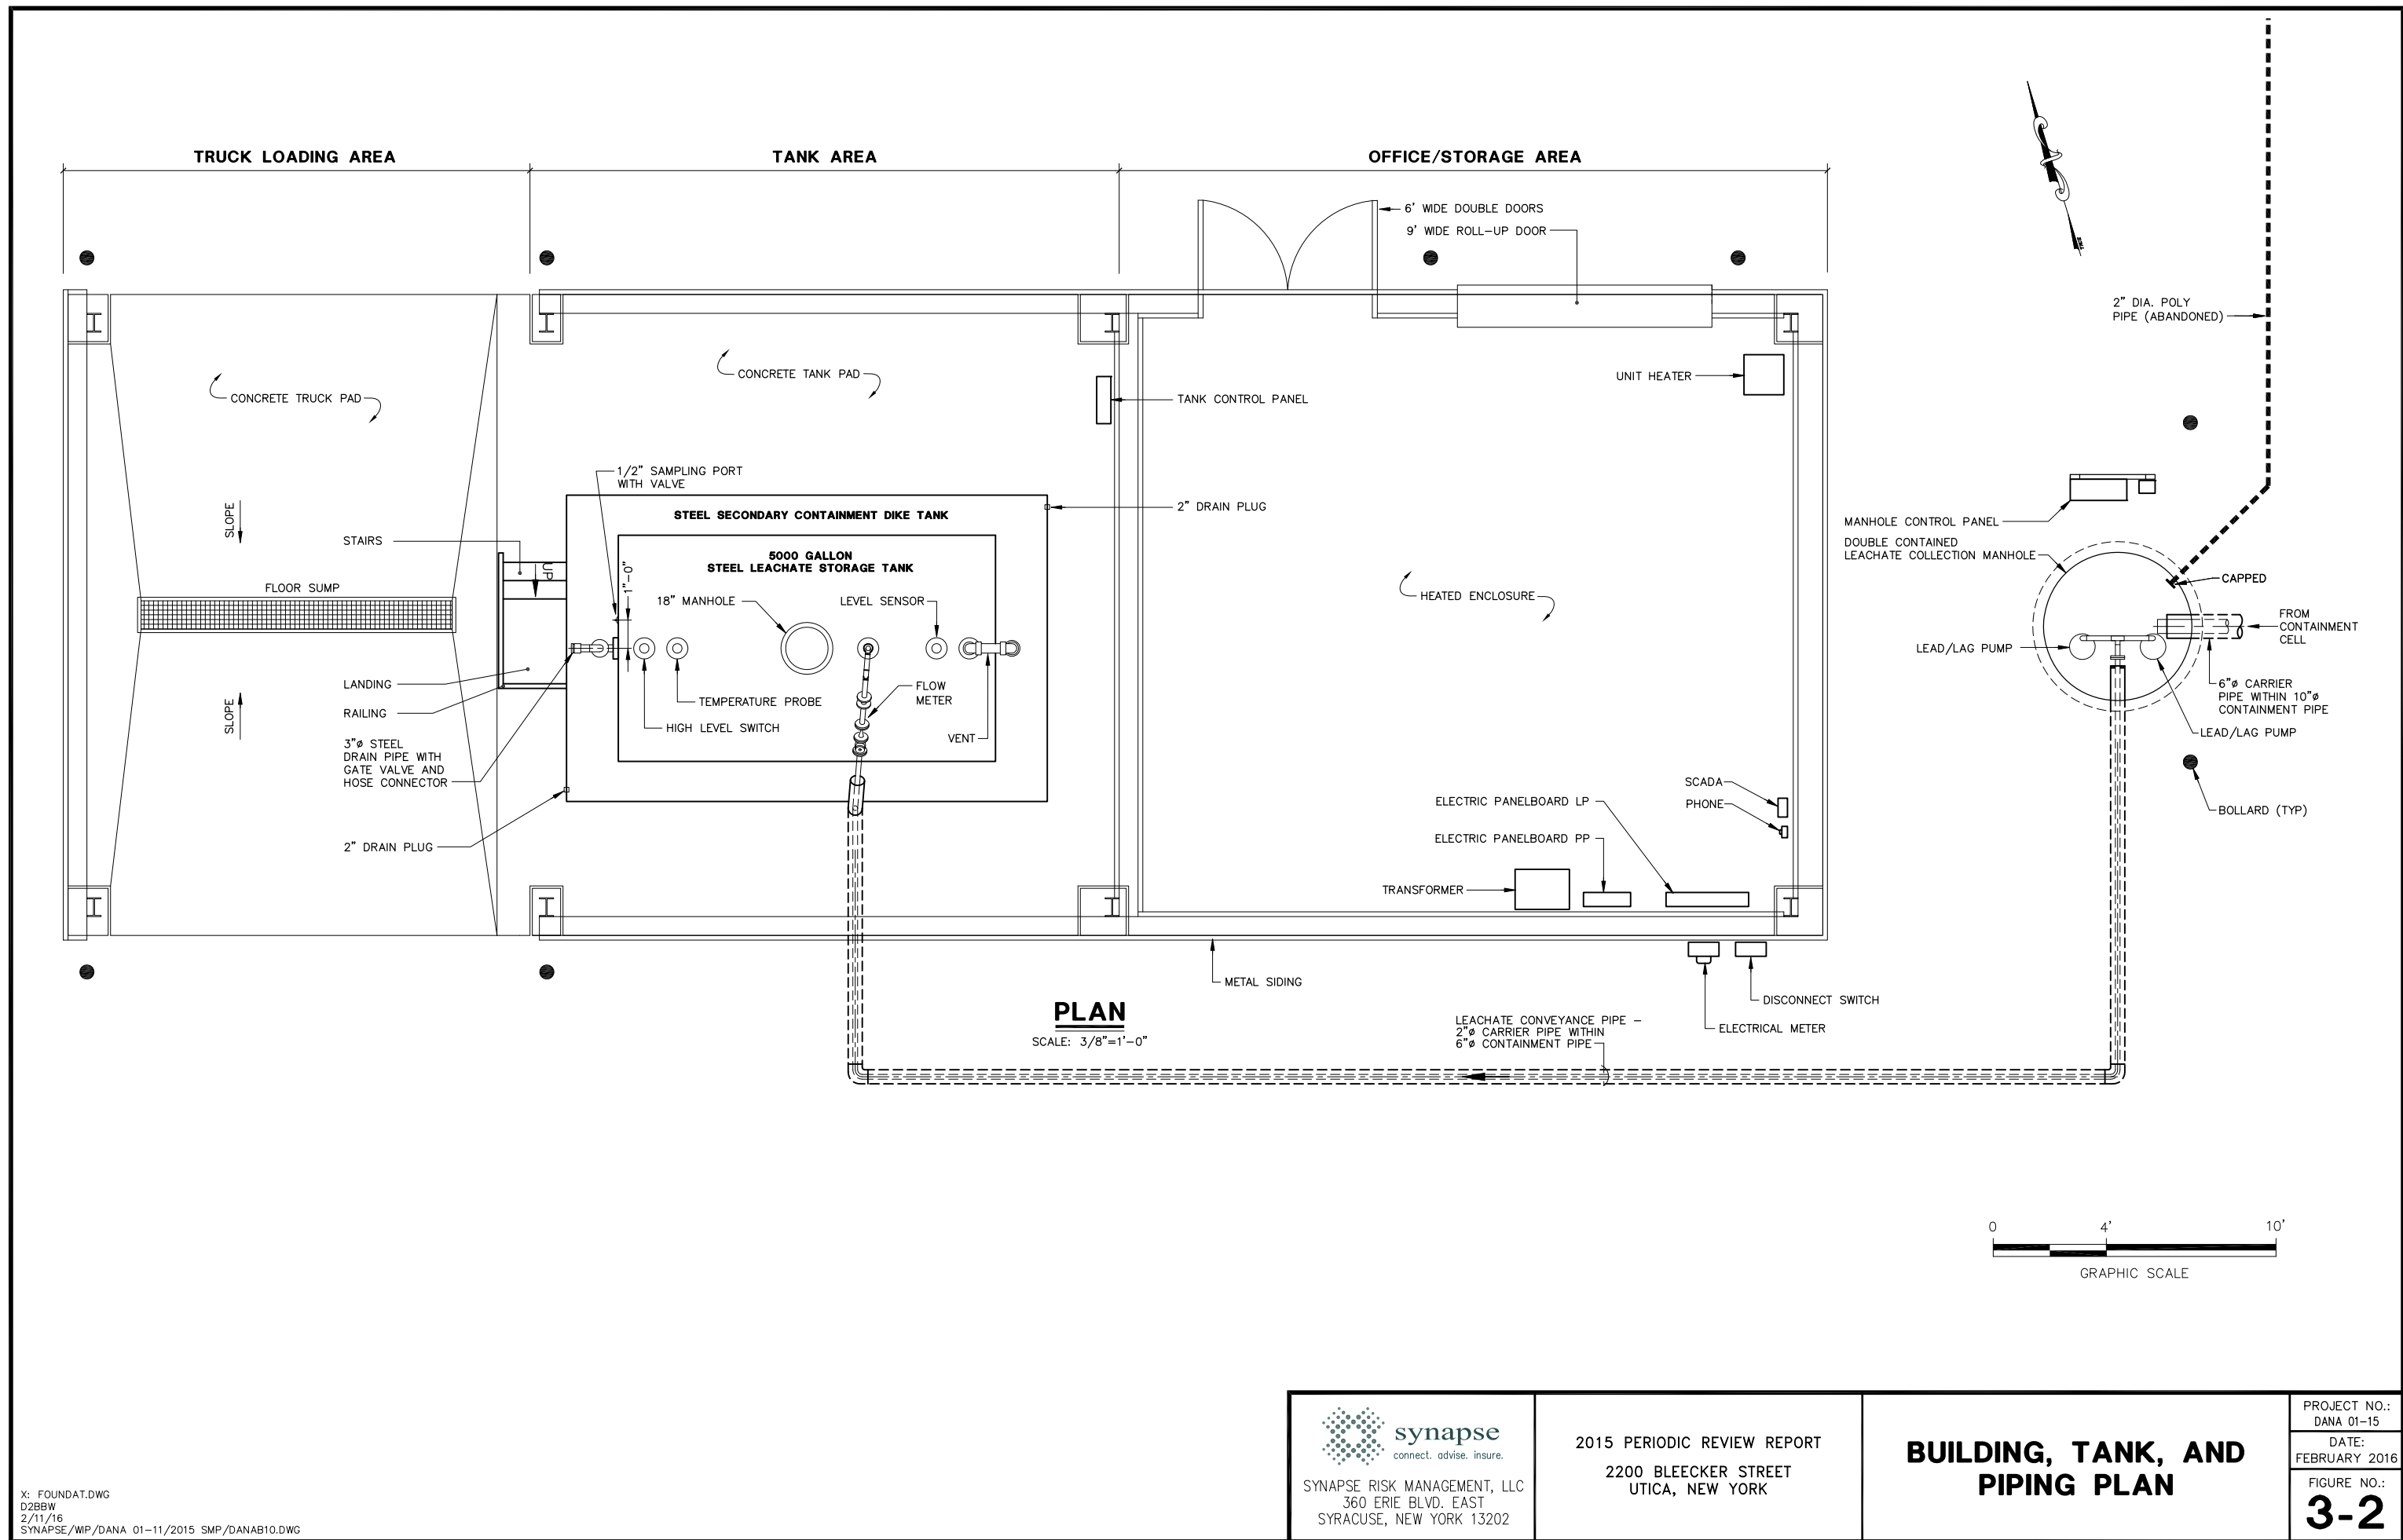 TRUCK LOADING AREA
TANK AREA
OFFICE/STORAGE AREA
6' WIDE DOUBLE DOORS
9' WIDE ROLL-UP DOOR
2" DIA. POLY
PIPE (ABANDONED)
CONCRETE TRUCK PAD
CONCRETE TANK PAD
TANK CONTROL PANEL
UNIT HEATER
1/2" SAMPLING PORT
WITH VALVE
2" DRAIN PLUG
STEEL SECONDARY CONTAINMENT DIKE TANK
5000 GALLON
STEEL LEACHATE STORAGE TANK
SLOPE
STAIRS
UP
1'-0"
FLOOR SUMP
18" MANHOLE
LEVEL SENSOR
HEATED ENCLOSURE
MANHOLE CONTROL PANEL
DOUBLE CONTAINED
LEACHATE COLLECTION MANHOLE
CAPPED
FROM
CONTAINMENT
CELL
LEAD/LAG PUMP
LANDING
RAILING
SLOPE
TEMPERATURE PROBE
HIGH LEVEL SWITCH
FLOW
METER
VENT
6"ø CARRIER
PIPE WITHIN 10"ø
CONTAINMENT PIPE
LEAD/LAG PUMP
3"ø STEEL
DRAIN PIPE WITH
GATE VALVE AND
HOSE CONNECTOR
2" DRAIN PLUG
SCADA
PHONE
ELECTRIC PANELBOARD LP
ELECTRIC PANELBOARD PP
TRANSFORMER
BOLLARD (TYP)
METAL SIDING
DISCONNECT SWITCH
ELECTRICAL METER
PLAN
SCALE: 3/8"=1'-0"
LEACHATE CONVEYANCE PIPE -
2"ø CARRIER PIPE WITHIN
6"ø CONTAINMENT PIPE
0 4' 10'
GRAPHIC SCALE
synapse
connect. advise. insure.
SYNAPSE RISK MANAGEMENT, LLC
360 ERIE BLVD. EAST
SYRACUSE, NEW YORK 13202
2015 PERIODIC REVIEW REPORT
2200 BLEECKER STREET
UTICA, NEW YORK
BUILDING, TANK, AND
PIPING PLAN
PROJECT NO.:
DANA 01-15
DATE:
FEBRUARY 2016
FIGURE NO.:
3-2
X: FOUNDAT.DWG
D2BBW
2/11/16
SYNAPSE/WIP/DANA 01-11/2015 SMP/DANAB10.DWG